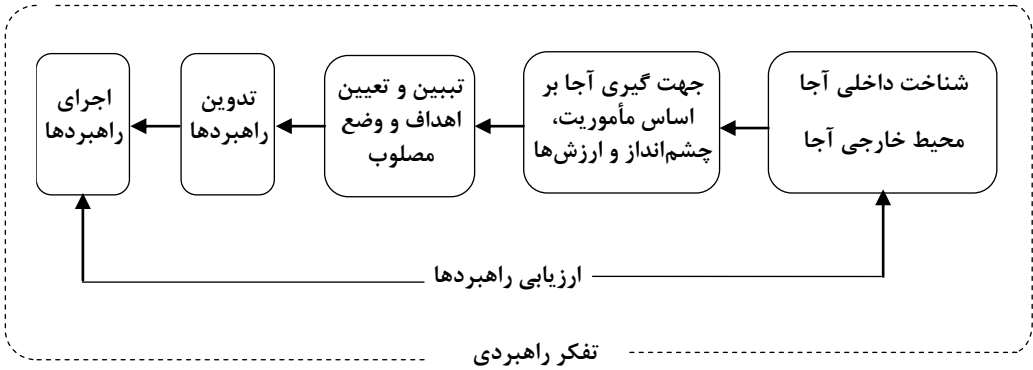 شناخت داخلی آجا
محیط خارجی آجا
جهت گیری آجا بر
اساس مأموریت،
چشم‌انداز و ارزش‌ها
تببین و تعیین
اهداف و وضع
مصلوب
تدوین
راهبردها
اجرای
راهبردها
ارزیابی راهبردها
تفکر راهبردی